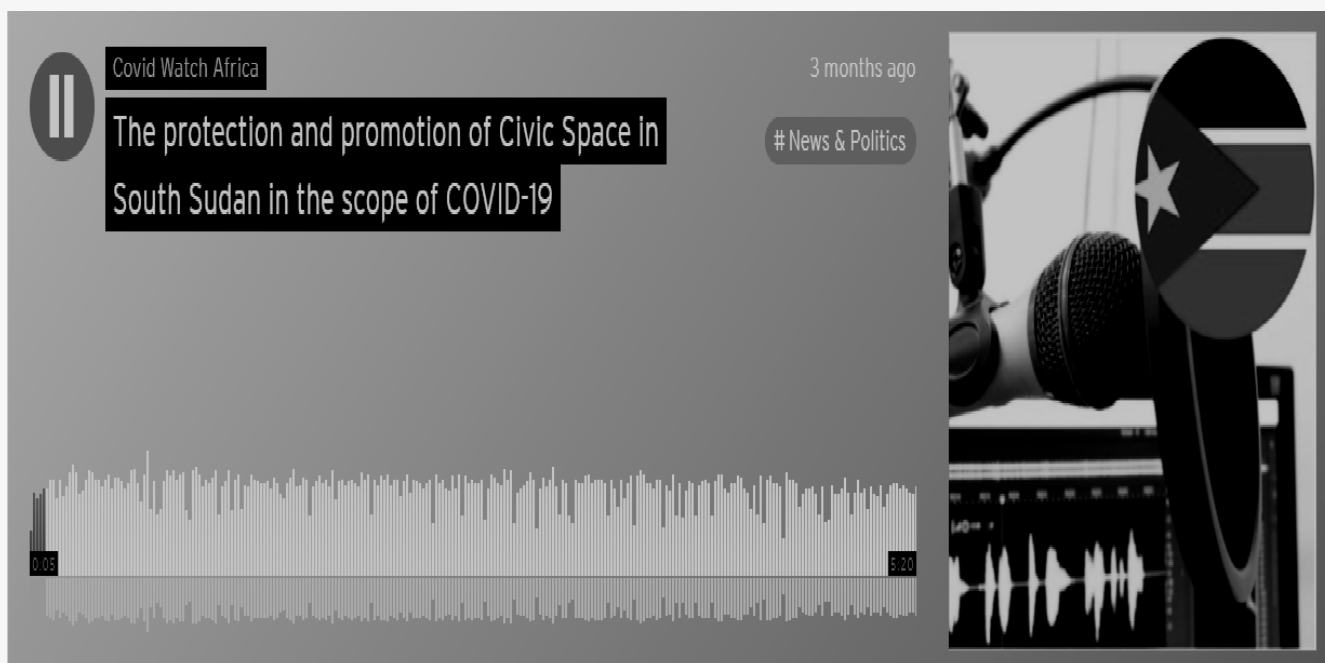 Covid Watch Africa
3 months ago
The protection and promotion of Civic Space in
South Sudan in the scope of COVID-19
# News & Politics
0:05
5:20